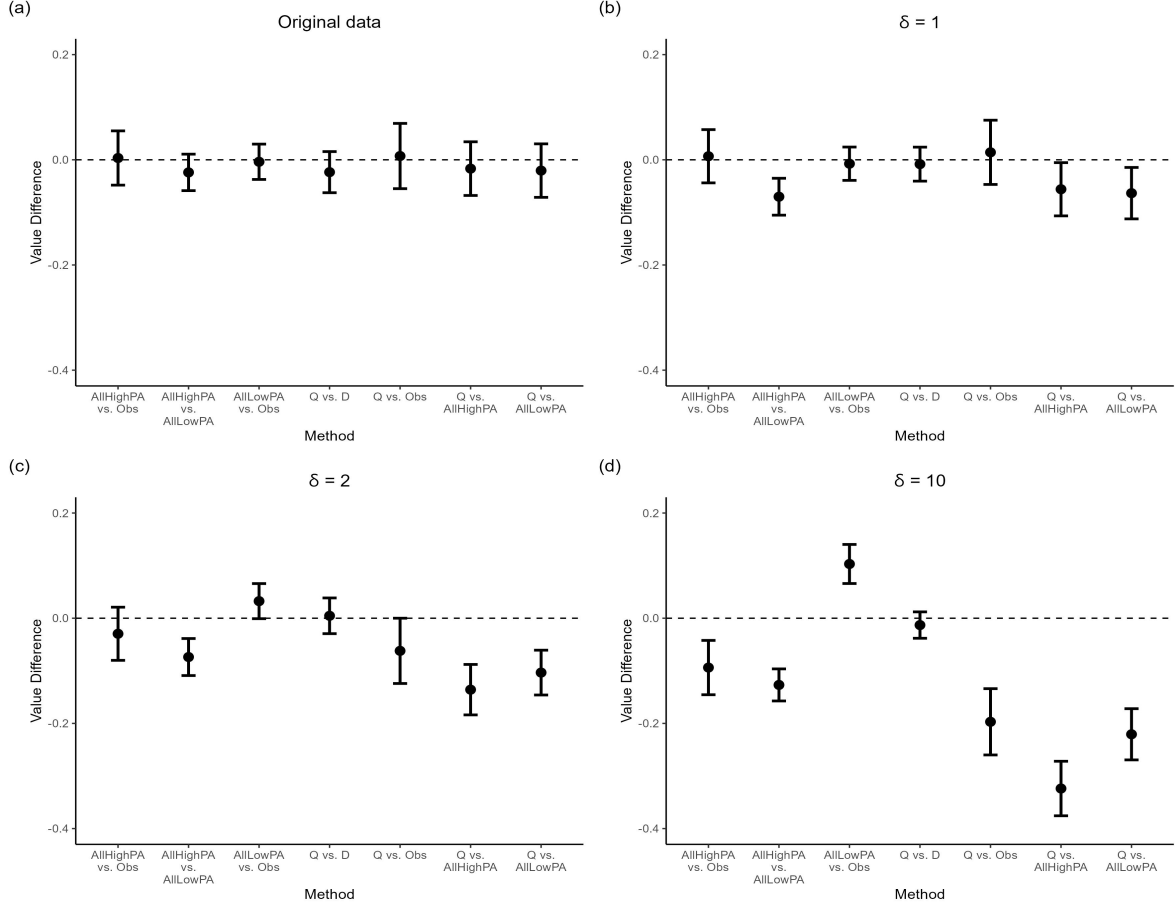 (a)
Original data
Value Difference
0.2
0.0
-0.2
-0.4
AllHighPA
vs. Obs
AllHighPA
vs.
AllLowPA
AllLowPA
vs. Obs
Q vs. D
Q vs. Obs
Q vs.
AllHighPA
Q vs.
AllLowPA
Method
(b)
δ = 1
Value Difference
0.2
0.0
-0.2
-0.4
AllHighPA
vs. Obs
AllHighPA
vs.
AllLowPA
AllLowPA
vs. Obs
Q vs. D
Q vs. Obs
Q vs.
AllHighPA
Q vs.
AllLowPA
Method
(c)
δ = 2
Value Difference
0.2
0.0
-0.2
-0.4
AllHighPA
vs. Obs
AllHighPA
vs.
AllLowPA
AllLowPA
vs. Obs
Q vs. D
Q vs. Obs
Q vs.
AllHighPA
Q vs.
AllLowPA
Method
(d)
δ = 10
Value Difference
0.2
0.0
-0.2
-0.4
AllHighPA
vs. Obs
AllHighPA
vs.
AllLowPA
AllLowPA
vs. Obs
Q vs. D
Q vs. Obs
Q vs.
AllHighPA
Q vs.
AllLowPA
Method